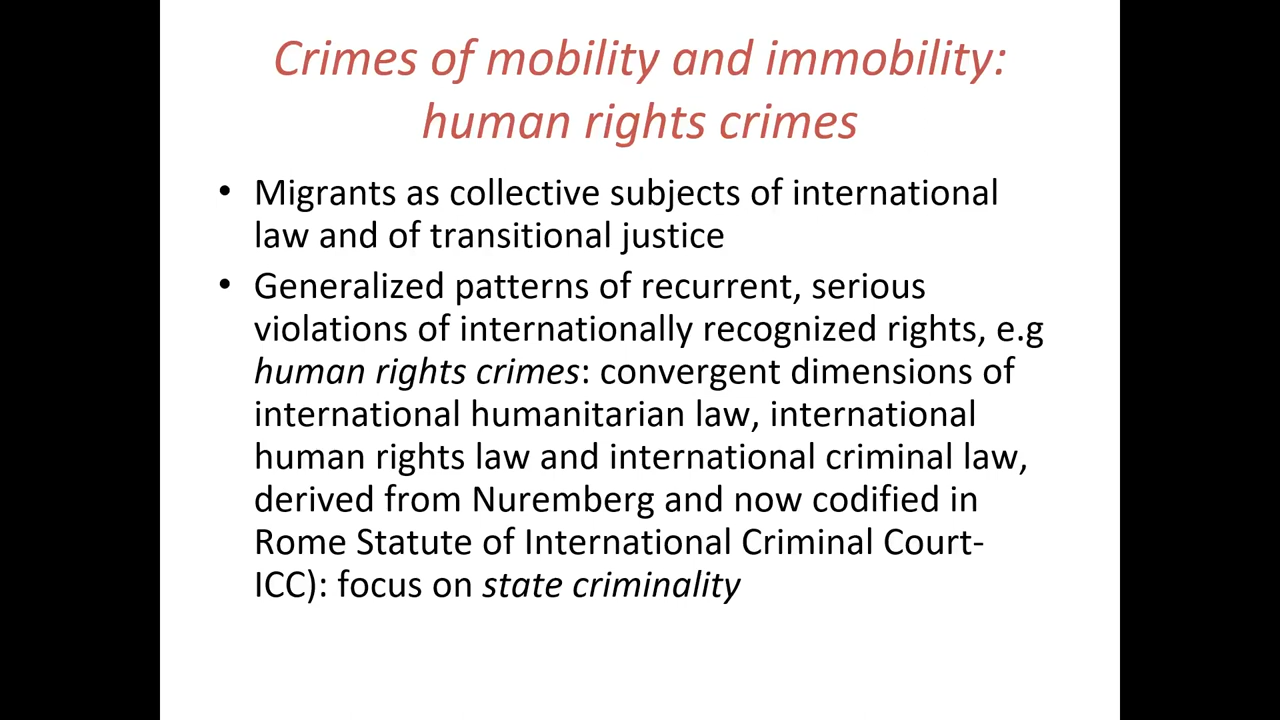 Crimes of mobility and immobility:
human rights crimes
• Migrants as collective subjects of international
law and of transitional justice
• Generalized patterns of recurrent, serious
violations of internationally recognized rights, e.g
human rights crimes: convergent dimensions of
international humanitarian law, international
human rights law and international criminal law,
derived from Nuremberg and now codified in
Rome Statute of International Criminal Court-
ICC): focus on state criminality